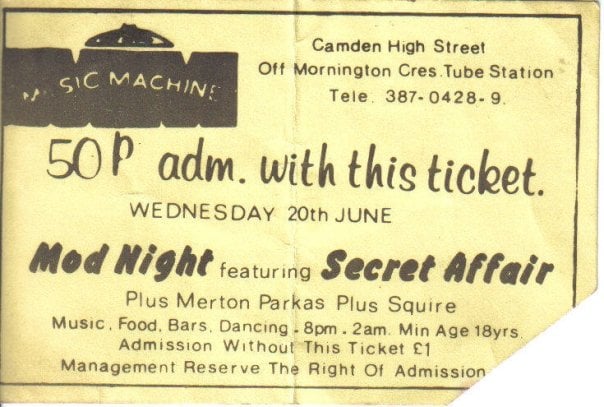 MUSIC MACHINE
Camden High Street
Off Mornington Cres. Tube Station
Tele. 387-0428-9.
50P adm. with this ticket.
WEDNESDAY 20th JUNE
Mod Night featuring Secret Affair
Plus Merton Parkas Plus Squire
Music, Food, Bars, Dancing - 8pm - 2am. Min Age 18yrs.
Admission Without This Ticket £1
Management Reserve The Right Of Admission